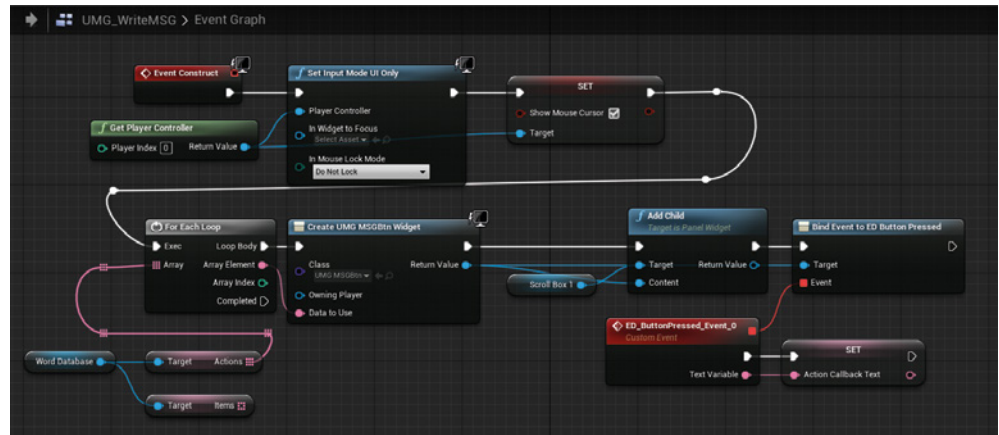 UMG_WriteMSG > Event Graph
Event Construct
Set Input Mode UI Only
Player Controller
In Widget to Focus
Select Asset
In Mouse Lock Mode
Do Not Lock
SET
Show Mouse Cursor
Target
Get Player Controller
Player Index 0 Return Value
For Each Loop
Exec Loop Body
Array Array Element
Array Index
Completed
Create UMG MSGBtn Widget
Class Return Value
UMG MSGBtn
Owning Player
Data to Use
Scroll Box 1
Add Child
Target is Panel Widget
Target Return Value
Content
Bind Event to ED Button Pressed
Target
Event
ED_ButtonPressed_Event_0
Custom Event
Text Variable
SET
Action Callback Text
Word Database
Target Actions
Target Items